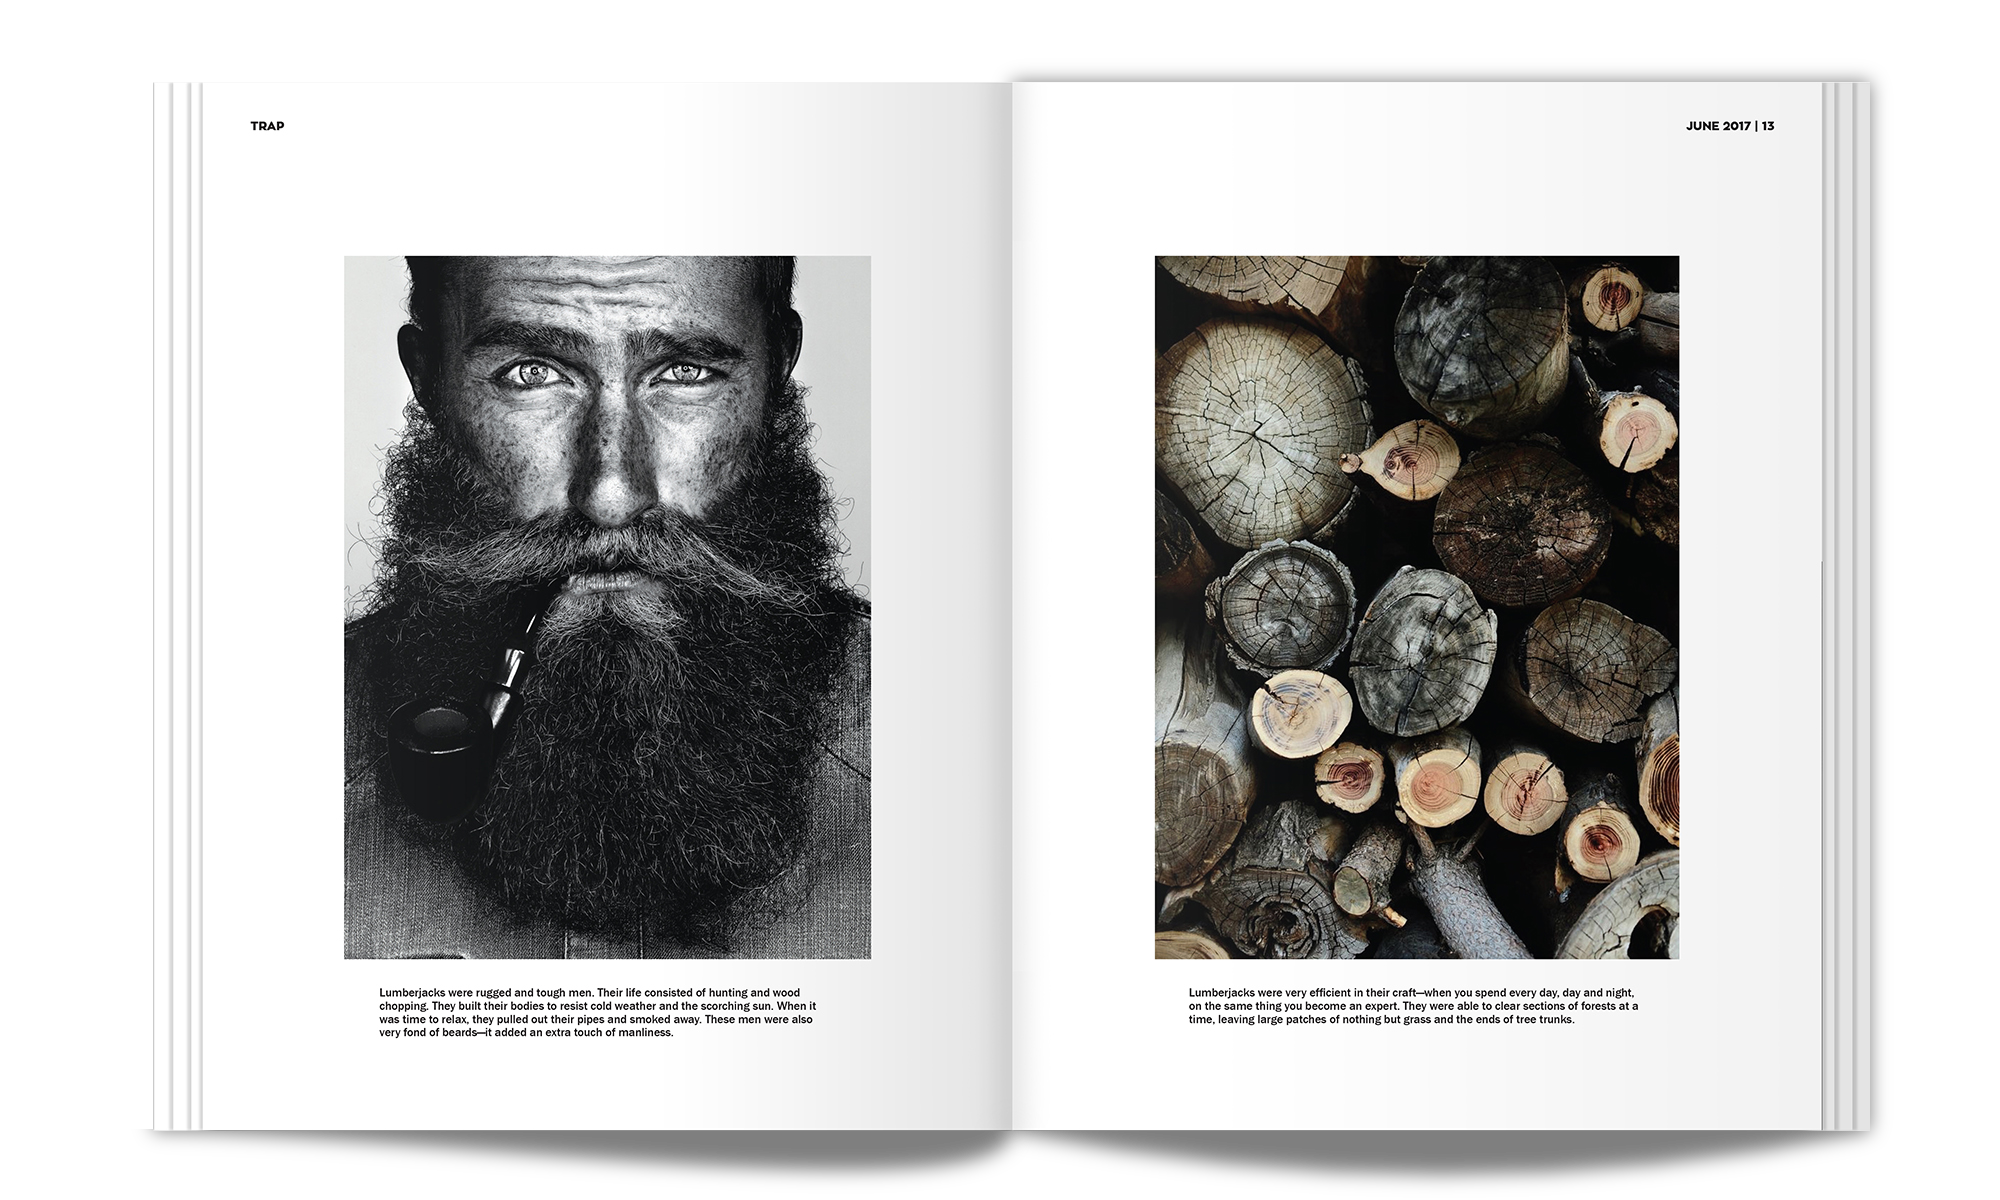 TRAP
JUNE 2017 | 13
Lumberjacks were rugged and tough men. Their life consisted of hunting and wood
chopping. They built their bodies to resist cold weather and the scorching sun. When it
was time to relax, they pulled out their pipes and smoked away. These men were also
very fond of beards—it added an extra touch of manliness.
Lumberjacks were very efficient in their craft—when you spend every day, day and night,
on the same thing you become an expert. They were able to clear sections of forests at a
time, leaving large patches of nothing but grass and the ends of tree trunks.